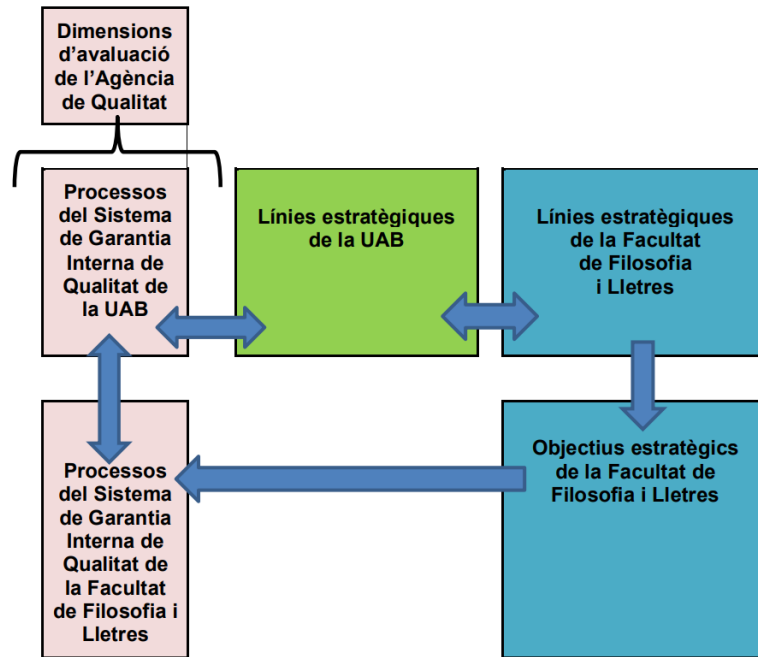 Dimensions
d’avaluació
de l’Agència
de Qualitat
Processos
del Sistema
de Garantia
Interna de
Qualitat de
la UAB
Línies estratègiques
de la UAB
Línies estratègiques
de la Facultat
de Filosofia
i Lletres
Processos
del Sistema
de Garantia
Interna de
Qualitat de
la Facultat
de Filosofia i
Lletres
Objectius estratègics
de la Facultat de
Filosofia i Lletres